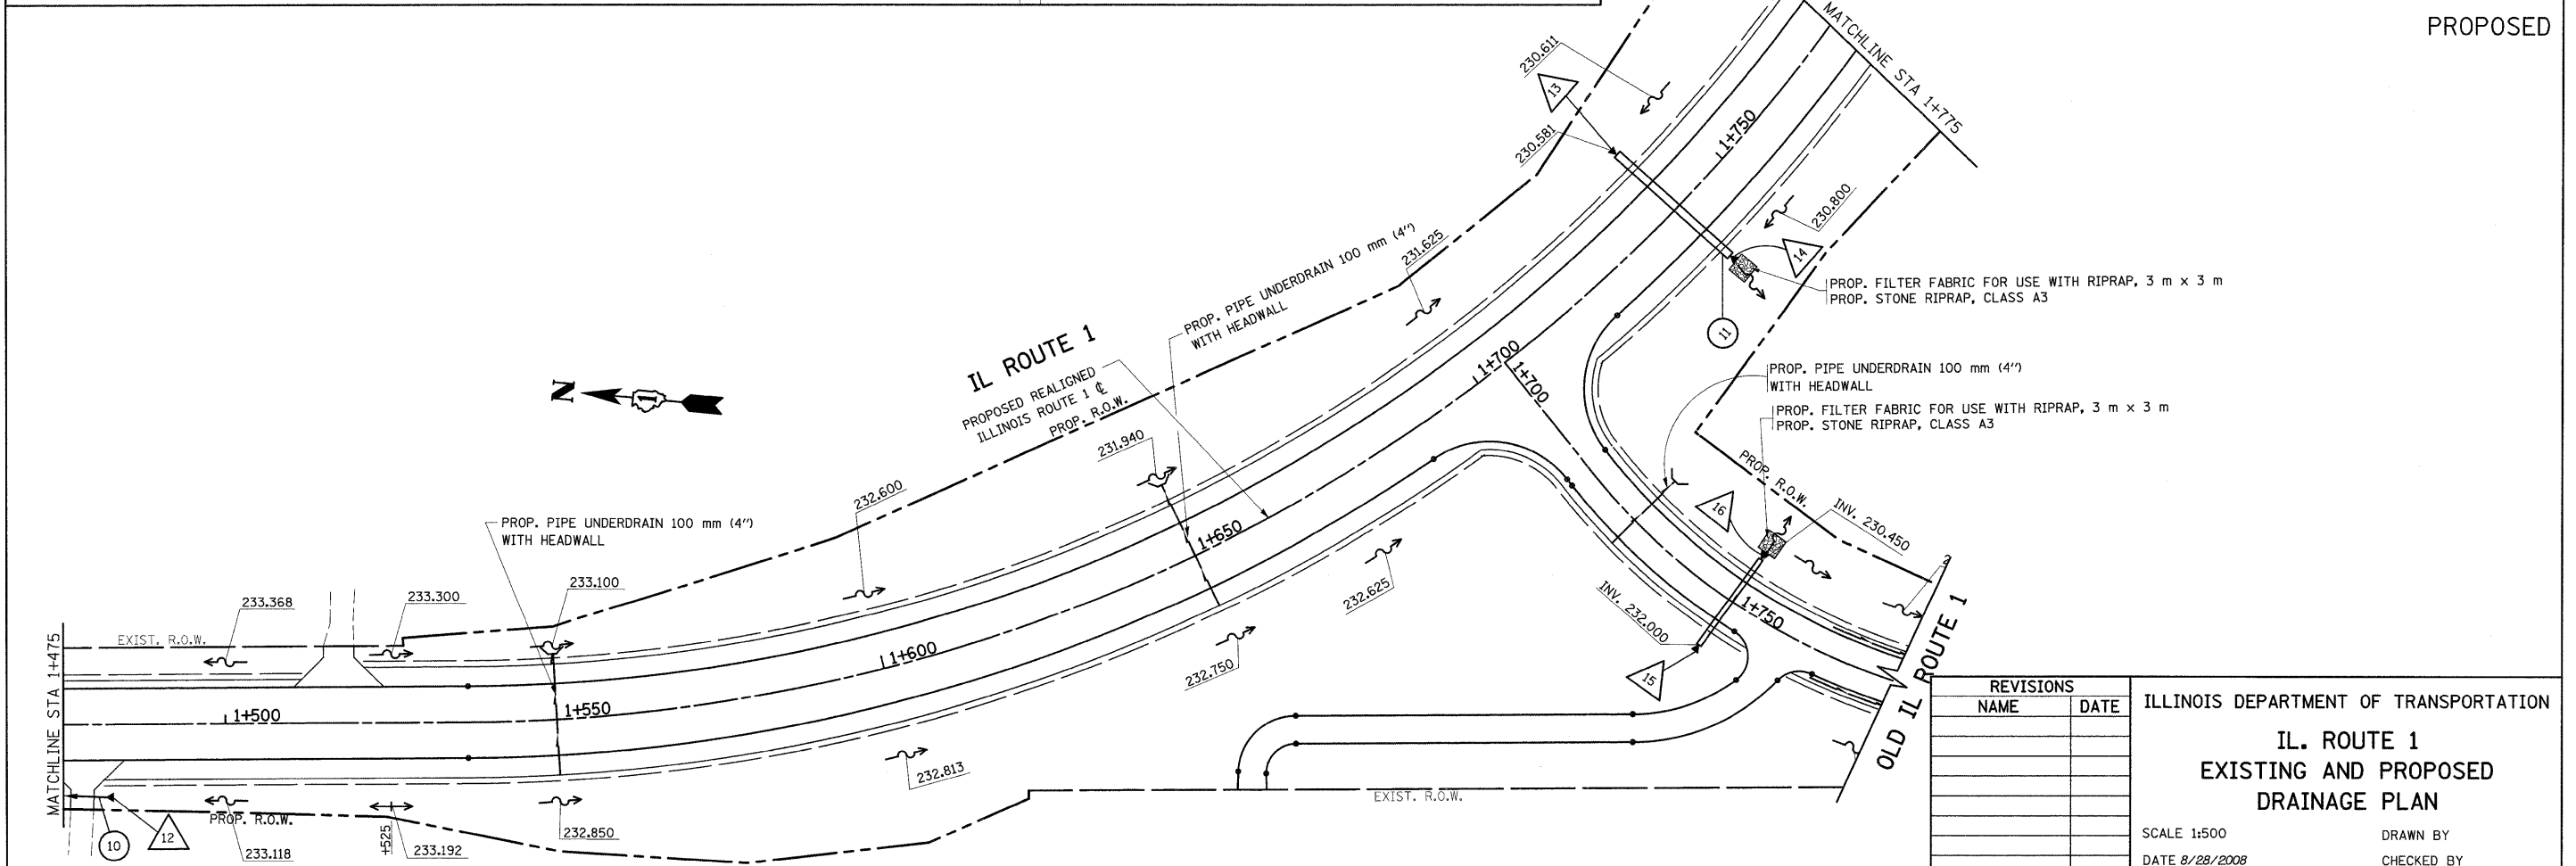 PROPOSED
MATCHLINE STA 1+775
230.611
13
230.581
1+750
230.800
14
PROP. FILTER FABRIC FOR USE WITH RIPRAP, 3 m x 3 m
PROP. STONE RIPRAP, CLASS A3
11
231.625
PROP. PIPE UNDERDRAIN 100 mm (4")
WITH HEADWALL
IL ROUTE 1
PROPOSED REALIGNED
ILLINOIS ROUTE 1 ℄
PROP. R.O.W.
1+700
1+700
PROP. PIPE UNDERDRAIN 100 mm (4")
WITH HEADWALL
PROP. FILTER FABRIC FOR USE WITH RIPRAP, 3 m x 3 m
PROP. STONE RIPRAP, CLASS A3
N
1
231.940
232.600
PROP. R.O.W.
16
INV. 230.450
PROP. PIPE UNDERDRAIN 100 mm (4")
WITH HEADWALL
1+650
232.625
INV. 232.000
1+750
15
233.368
233.300
233.100
EXIST. R.O.W.
MATCHLINE STA 1+475
1+500
1+550
1+600
232.750
232.813
OLD IL ROUTE 1
EXIST. R.O.W.
PROP. R.O.W.
10
12
233.118
+525
233.192
232.850
REVISIONS
NAME DATE
ILLINOIS DEPARTMENT OF TRANSPORTATION
IL. ROUTE 1
EXISTING AND PROPOSED
DRAINAGE PLAN
SCALE 1:500 DRAWN BY
DATE 8/28/2008 CHECKED BY